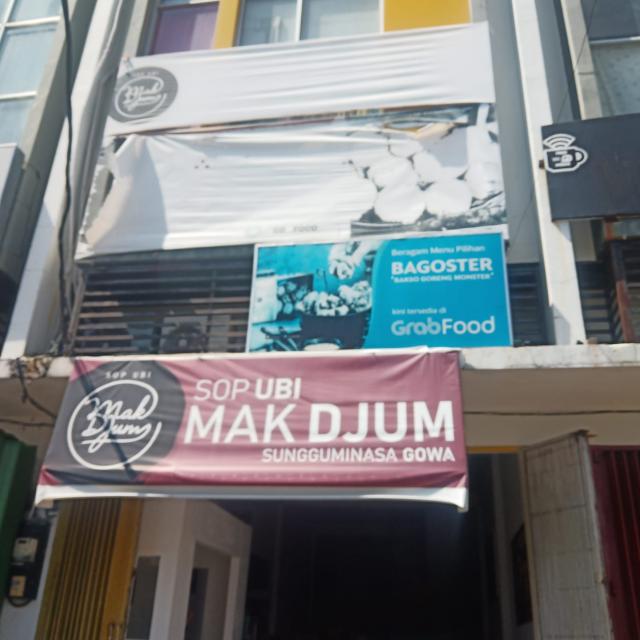 Mak
Djum
Beragam Menu Pilihan
BAGOSTER
"BAKSO GORENG MONSTER"
kini tersedia di
GrabFood
SOP UBI
Mak
Djum
SOP UBI
MAK DJUM
SUNGGUMINASA GOWA